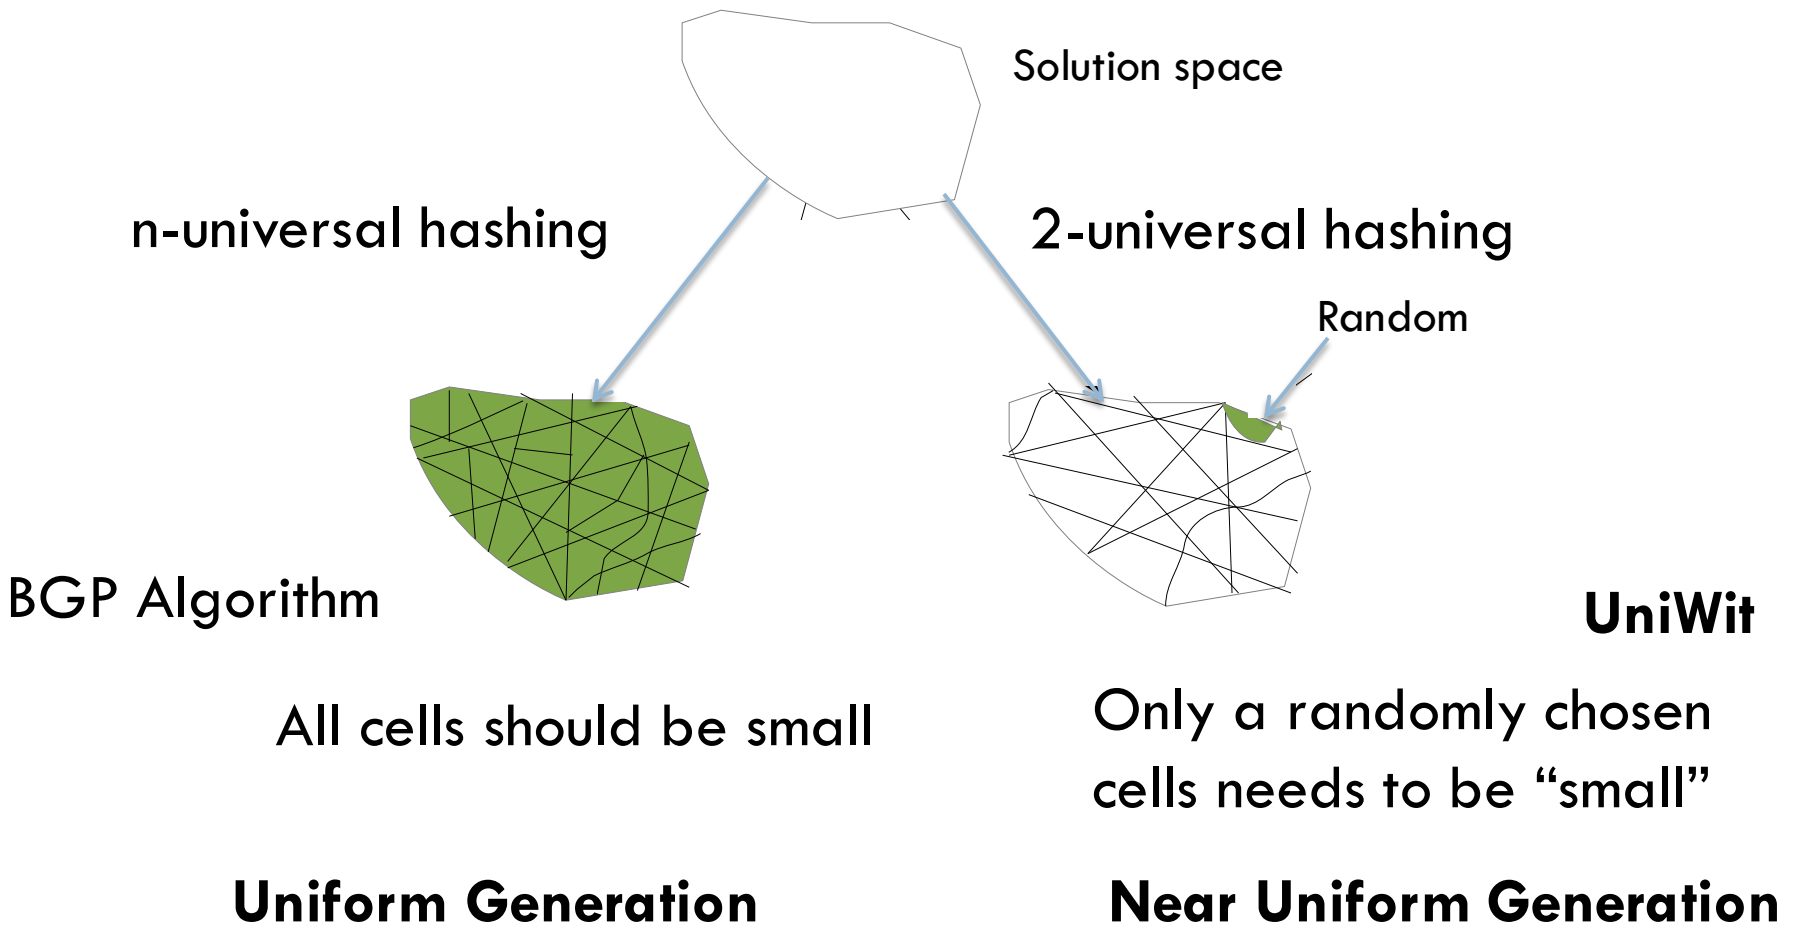 Solution space
n-universal hashing
2-universal hashing
Random
BGP Algorithm
UniWit
All cells should be small
Only a randomly chosen
cells needs to be “small”
Uniform Generation
Near Uniform Generation